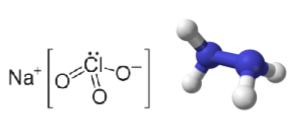 Na+ [ Cl O−
O O ]